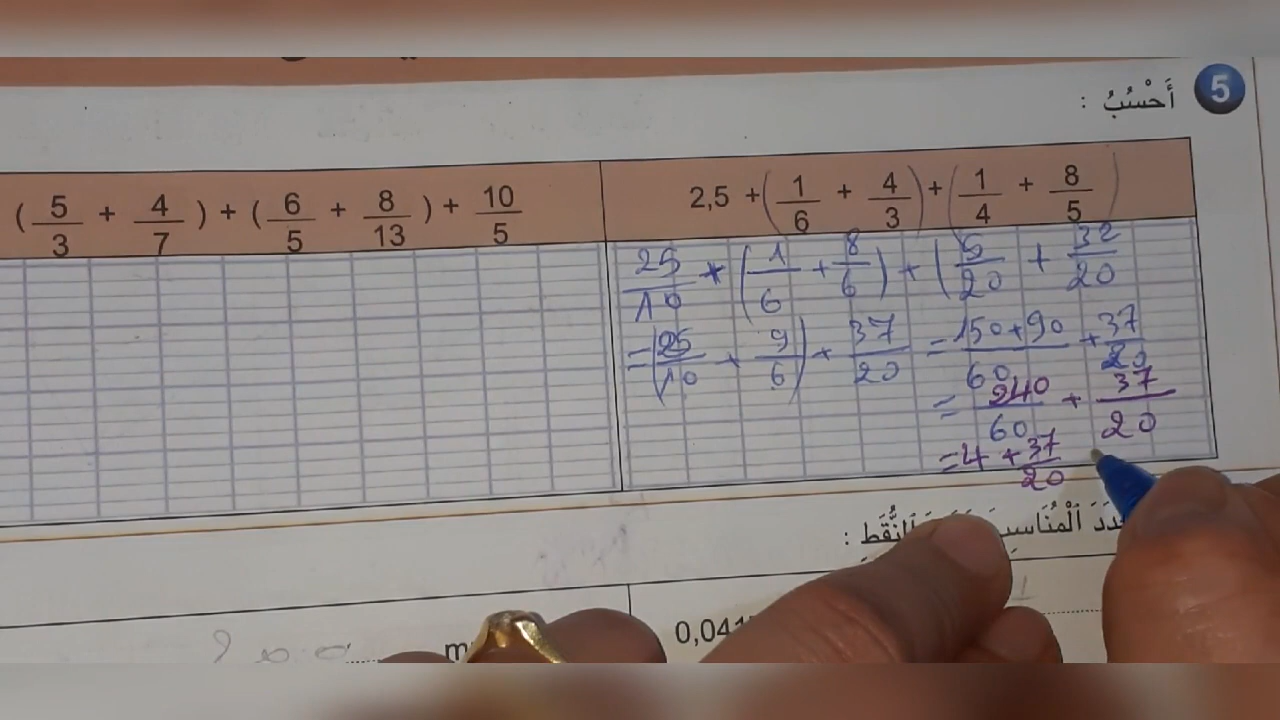 5 أَحْسُبُ :
(5/3 + 4/7) + (6/5 + 8/13) + 10/5
2,5 + (1/6 + 4/3) + (1/4 + 8/5)
25/10 + (1/6 + 8/6) + (5/20 + 32/20)
= (25/10 + 9/6) + 37/20 = 150+90/60 + 37/20
= 240/60 + 37/20
= 4 + 37/20
النُّقَطِ :
0,041